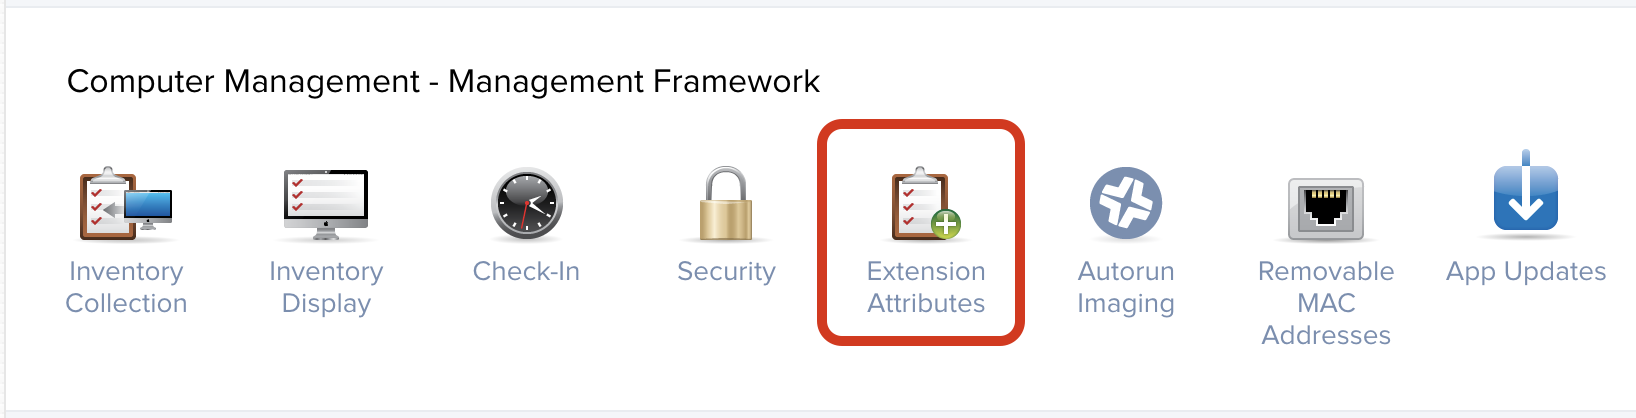 Computer Management - Management Framework
Inventory
Collection
Inventory
Display
Check-In
Security
Extension
Attributes
Autorun
Imaging
Removable
MAC
Addresses
App Updates